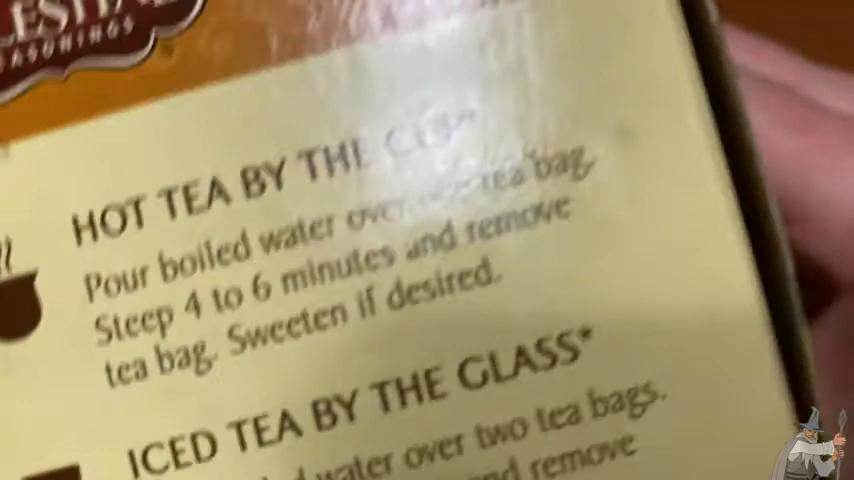 SEASONINGS
HOT TEA BY THE CUP*
Pour boiled water over tea bag.
Steep 4 to 6 minutes and remove
tea bag. Sweeten if desired.
ICED TEA BY THE GLASS*
water over two tea bags.
and remove